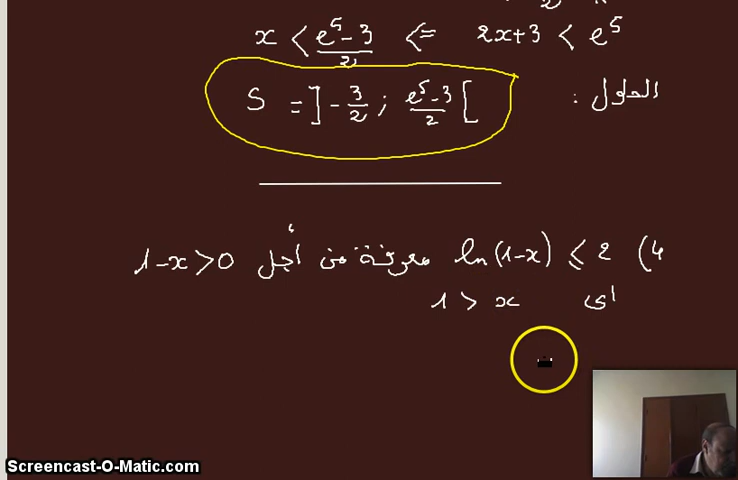 x < (e⁵-3)/2 <= 2x+3 < e⁵
الحلول : S = ]-3/2 ; (e⁵-3)/2[
4) ln(1-x) ⩽ 2 معرفة من أجل 1-x>0
اى 1 > x
Screencast-O-Matic.com